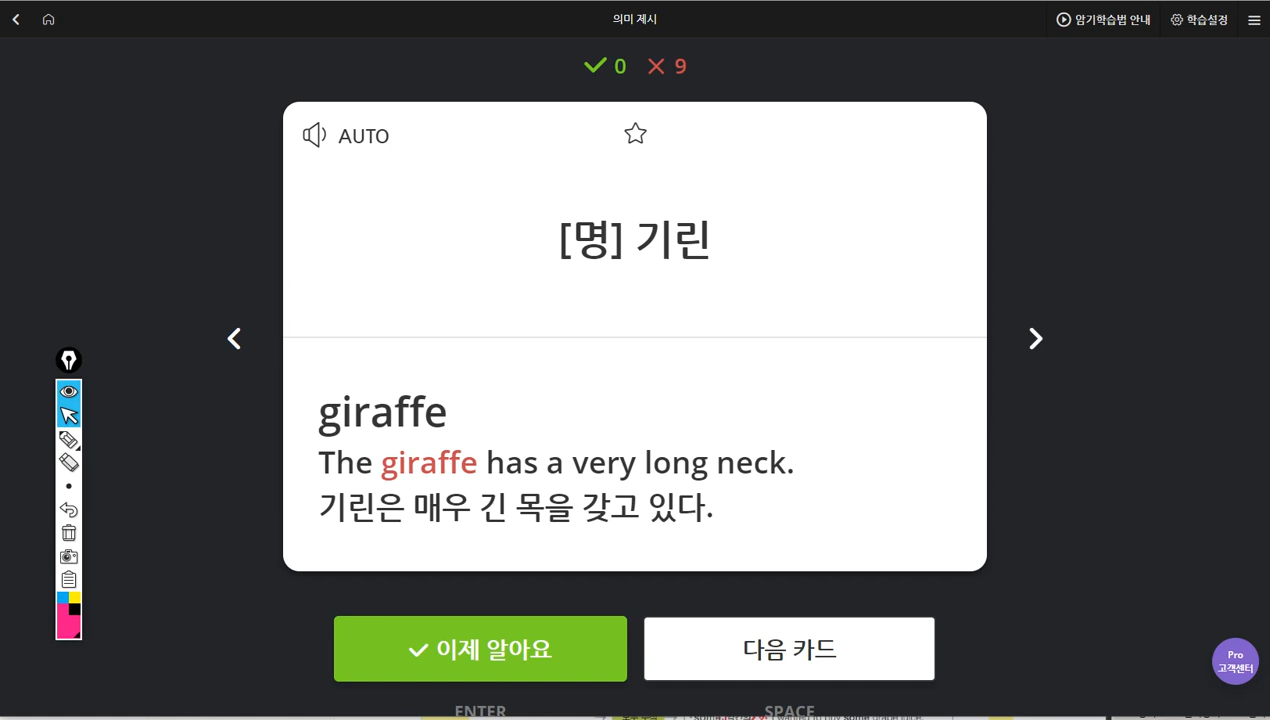 의미 제시
암기학습법 안내
학습설정
0
9
AUTO
[명] 기린
giraffe
The giraffe has a very long neck.
기린은 매우 긴 목을 갖고 있다.
이제 알아요
다음 카드
Pro
고객센터
ENTER
SPACE